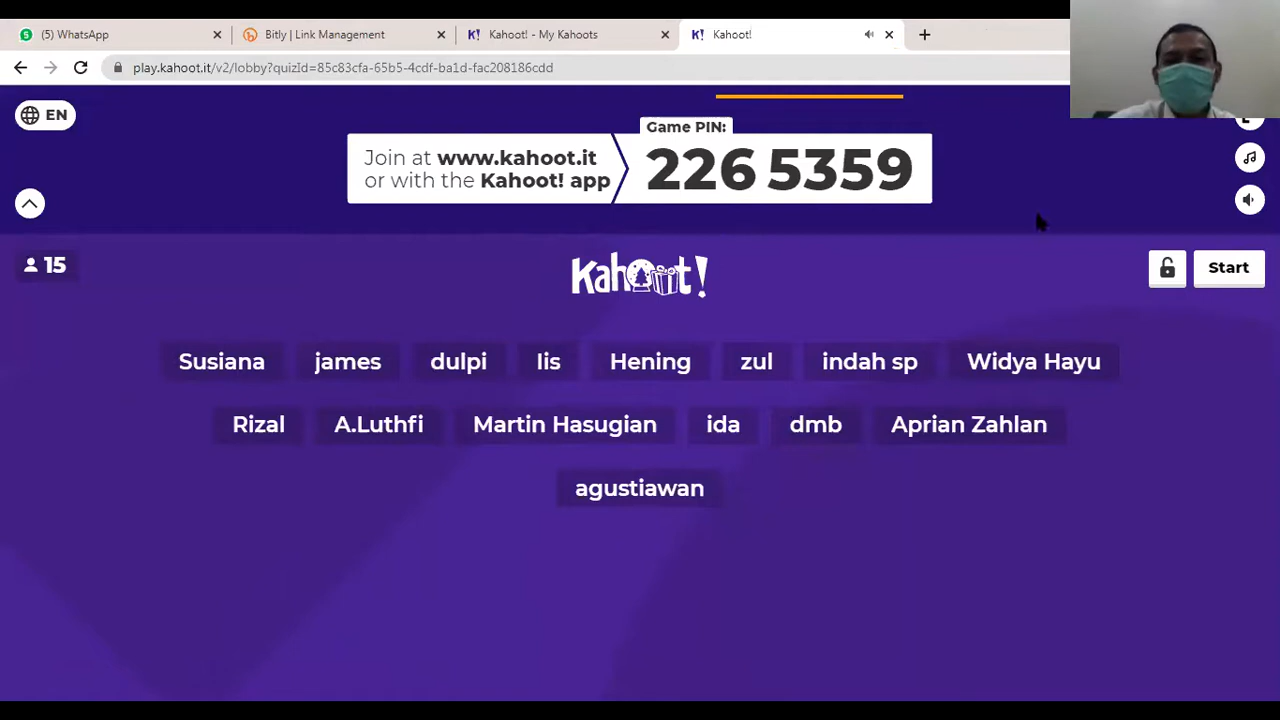 (5) WhatsApp
Bitly | Link Management
Kahoot! - My Kahoots
Kahoot!
play.kahoot.it/v2/lobby?quizId=85c83cfa-65b5-4cdf-ba1d-fac208186cdd
EN
Game PIN:
Join at www.kahoot.it
or with the Kahoot! app
226 5359
15
Kahoot!
Start
Susiana james dulpi Iis Hening zul indah sp Widya Hayu
Rizal A.Luthfi Martin Hasugian ida dmb Aprian Zahlan
agustiawan